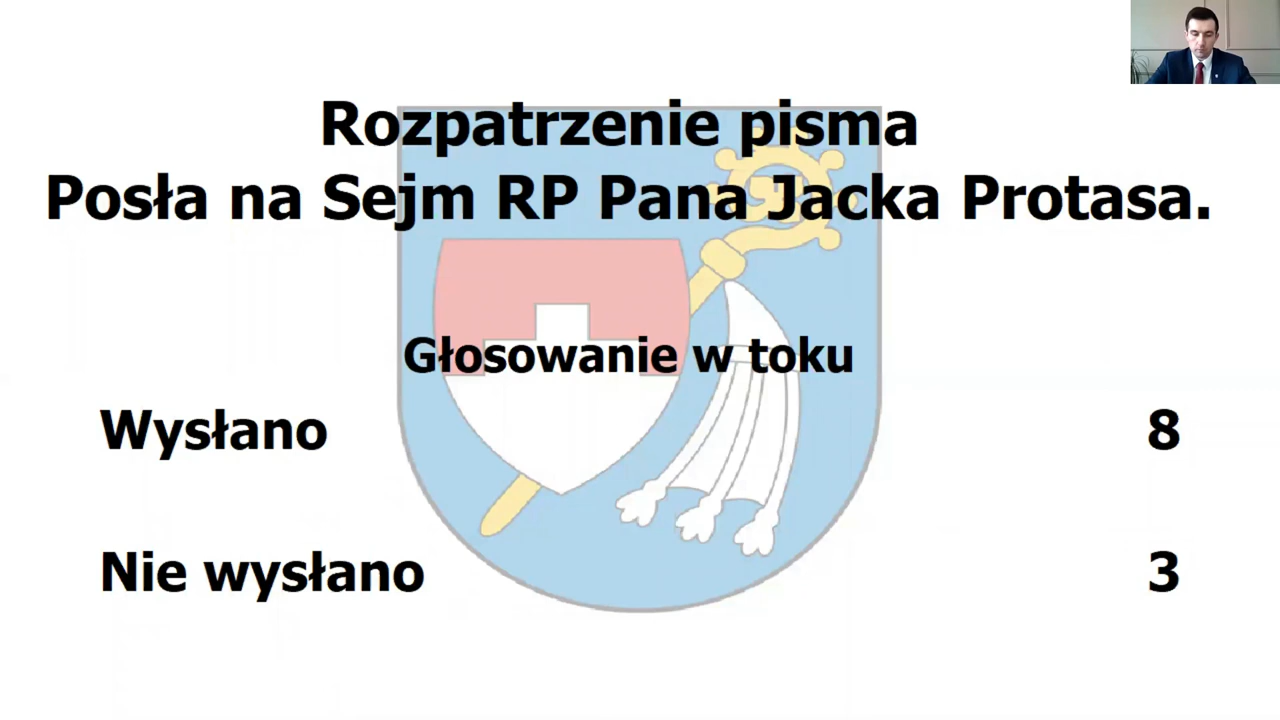 Rozpatrzenie pisma
Posła na Sejm RP Pana Jacka Protasa.
Głosowanie w toku
Wysłano 8
Nie wysłano 3